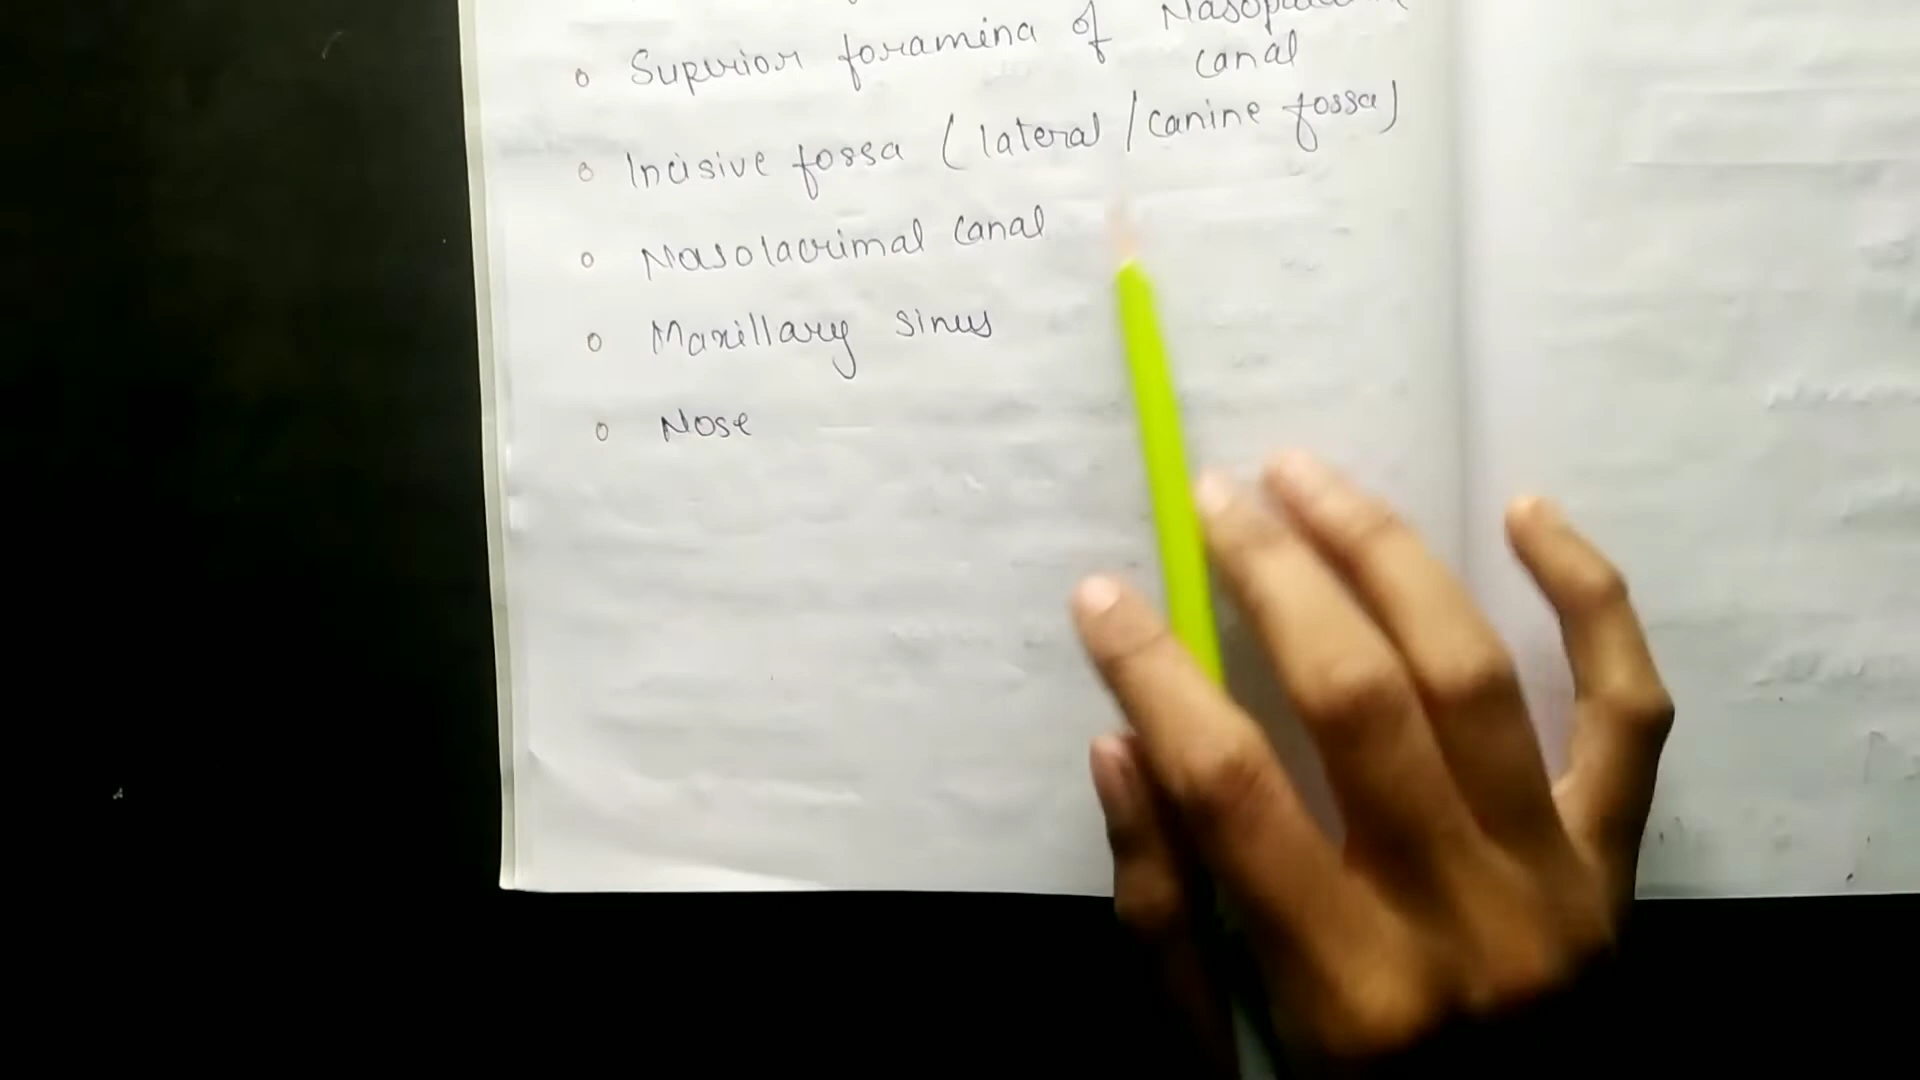 Superior foramina of
canal
Incisive fossa (lateral / canine fossa)
Nasolacrimal canal
Maxillary sinus
Nose